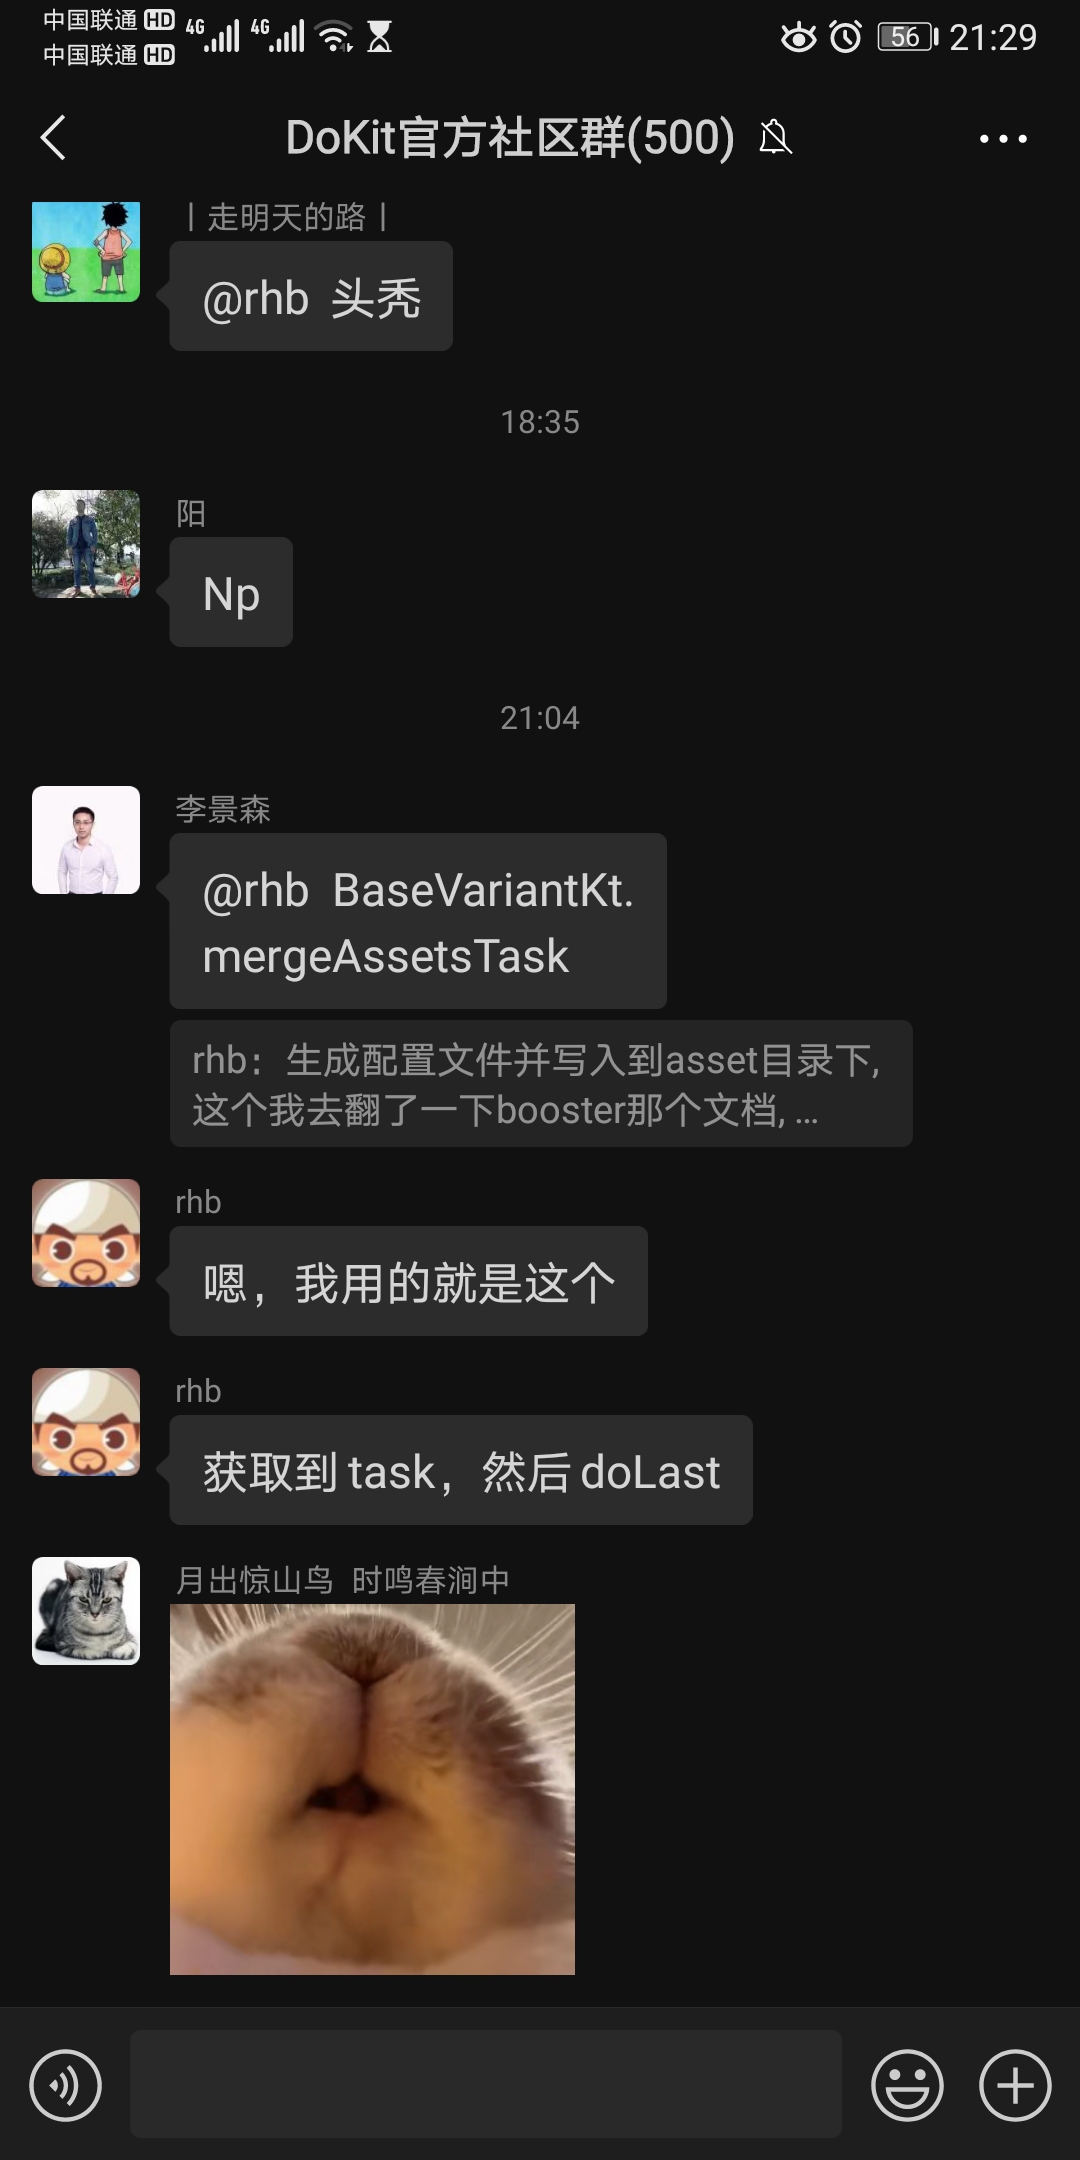 中国联通 HD 4G 4G
中国联通 HD
56 21:29
DoKit官方社区群(500)
丨走明天的路丨
@rhb 头秃
18:35
阳
Np
21:04
李景森
@rhb BaseVariantKt.
mergeAssetsTask
rhb：生成配置文件并写入到asset目录下,
这个我去翻了一下booster那个文档, ...
rhb
嗯，我用的就是这个
rhb
获取到 task，然后 doLast
月出惊山鸟 时鸣春涧中